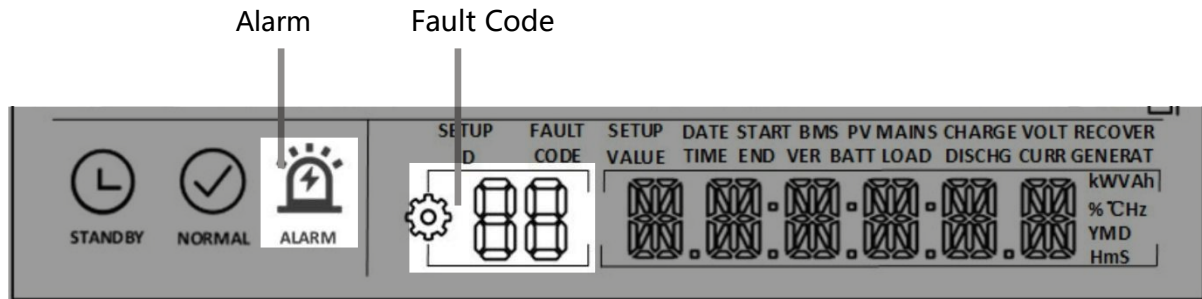 Alarm Fault Code
SETUP FAULT SETUP DATE START BMS PV MAINS CHARGE VOLT RECOVER
D CODE VALUE TIME END VER BATT LOAD DISCHG CURR GENERAT
kWVAh
%℃Hz
YMD
HmS
STANDBY NORMAL ALARM